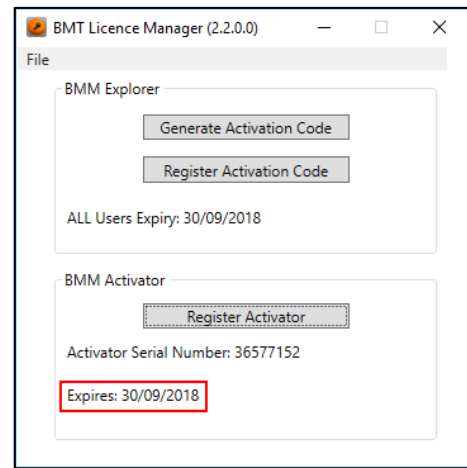 BMT Licence Manager (2.2.0.0)
File
BMM Explorer
Generate Activation Code
Register Activation Code
ALL Users Expiry: 30/09/2018
BMM Activator
Register Activator
Activator Serial Number: 36577152
Expires: 30/09/2018